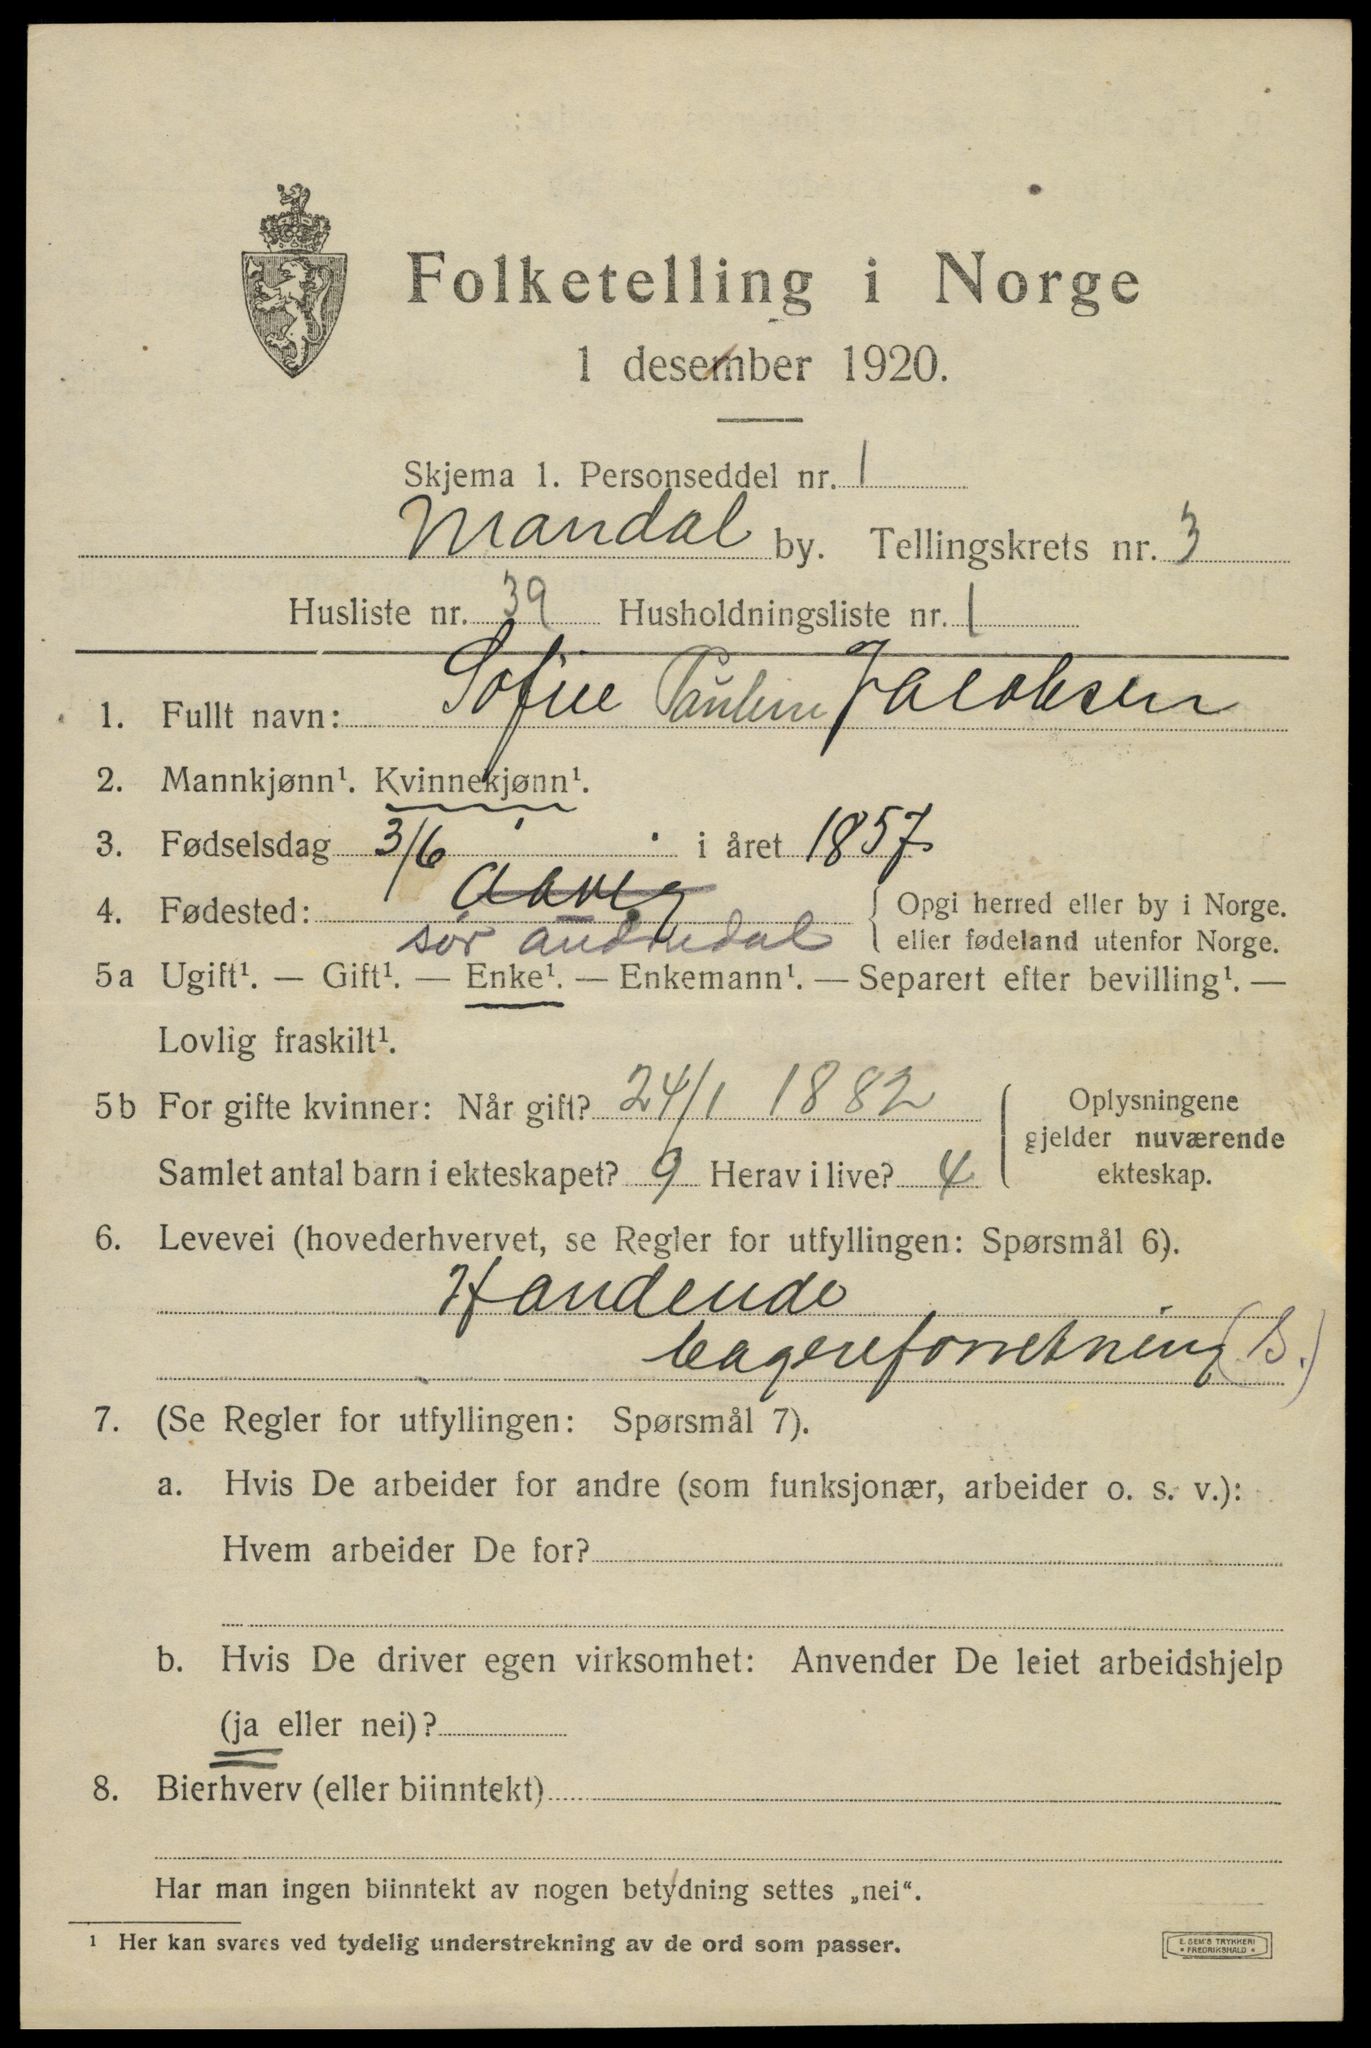 Folketelling i Norge
1 desember 1920.
Skjema 1. Personseddel nr. 1
Mandal by. Tellingskrets nr. 3
Husliste nr. 39 Husholdningsliste nr. 1
1. Fullt navn: Sofie Pauline Jacobsen
2. Mannkjønn¹. Kvinnekjønn¹.
3. Fødselsdag 3/6 i året 1857
4. Fødested: Aavig
sør audnedal
{ Opgi herred eller by i Norge.
eller fødeland utenfor Norge.
5a Ugift¹. — Gift¹. — Enke¹. — Enkemann¹. — Separert efter bevilling¹. —
Lovlig fraskilt¹.
5b For gifte kvinner: Når gift? 24/1 1882
Samlet antal barn i ekteskapet? 9 Herav i live? 4
{ Oplysningene
gjelder nuværende
ekteskap.
6. Levevei (hovederhvervet, se Regler for utfyllingen: Spørsmål 6).
Handende
bagereforretning (S.)
7. (Se Regler for utfyllingen: Spørsmål 7).
a. Hvis De arbeider for andre (som funksjonær, arbeider o. s. v.):
Hvem arbeider De for?
b. Hvis De driver egen virksomhet: Anvender De leiet arbeidshjelp
(ja eller nei)?
8. Bierhverv (eller biinntekt)
Har man ingen biinntekt av nogen betydning settes „nei“.
¹ Her kan svares ved tydelig understrekning av de ord som passer.
E. SEM'S TRYKKERI
• FREDRIKSHALD •